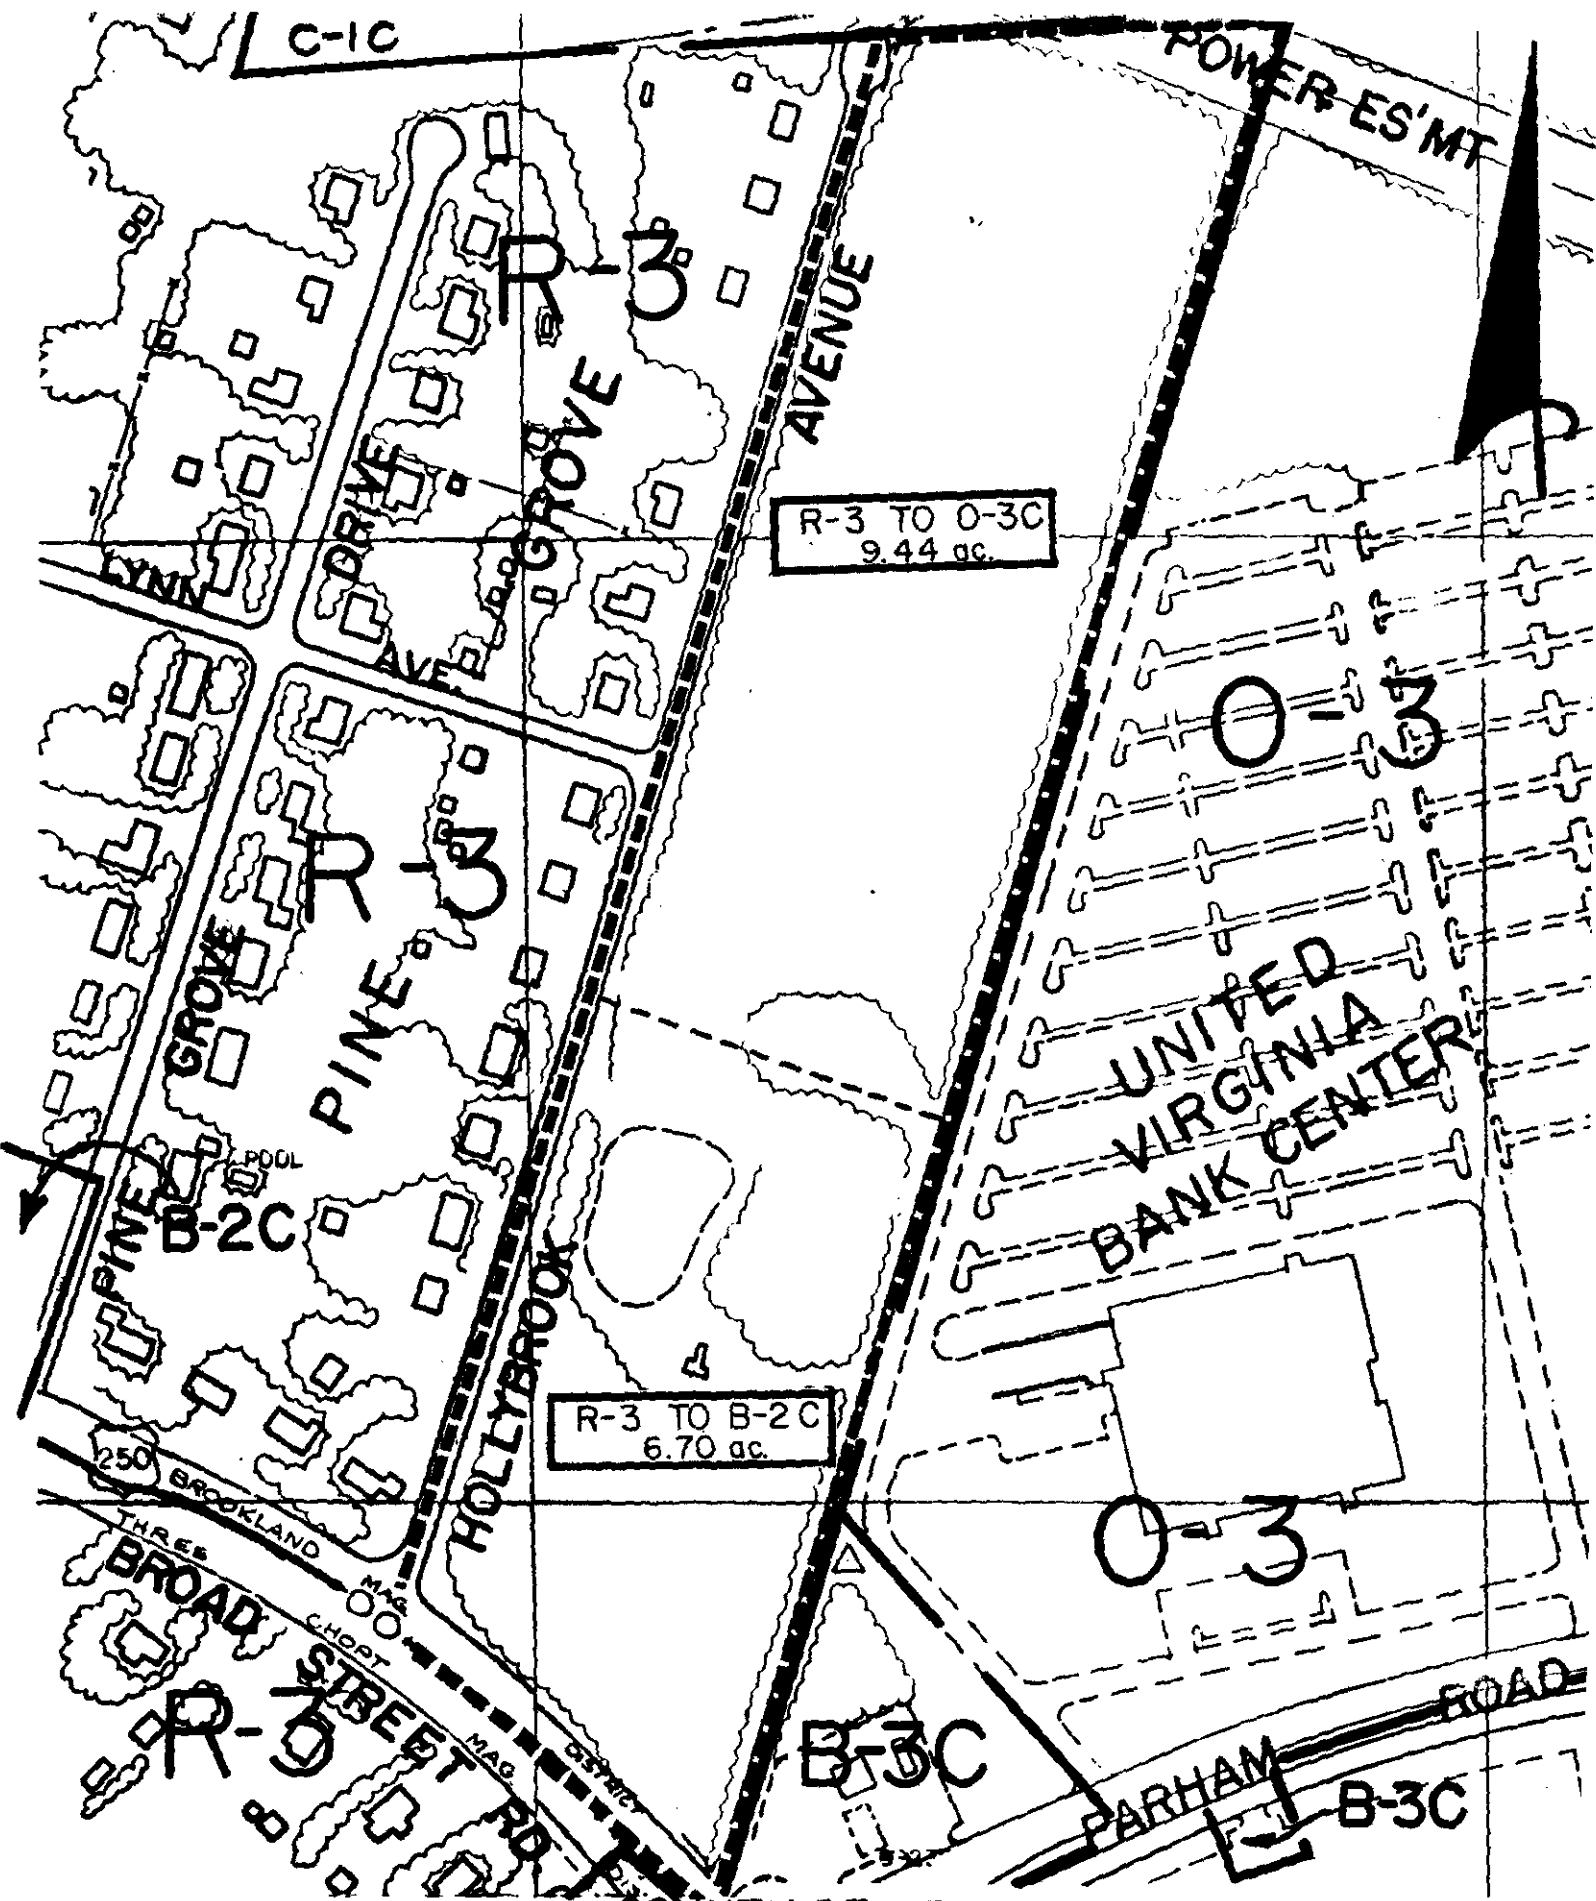 C-1C
POWER ES'MT
R-3
AVENUE
GROVE
DRIVE
R-3 TO O-3C
9.44 ac.
LYNN
AVE.
O-3
R-3
GROVE
PINE
UNITED
VIRGINIA
BANK CENTER
POOL
B-2C
PINE
HOLLYBROOK
R-3 TO B-2C
6.70 ac.
250
BROOKLAND
MAG.
THREE
CHOPT
MAG.
DISTRICT
BROAD STREET RD
O-3
R-3
B-3C
PARHAM ROAD
B-3C